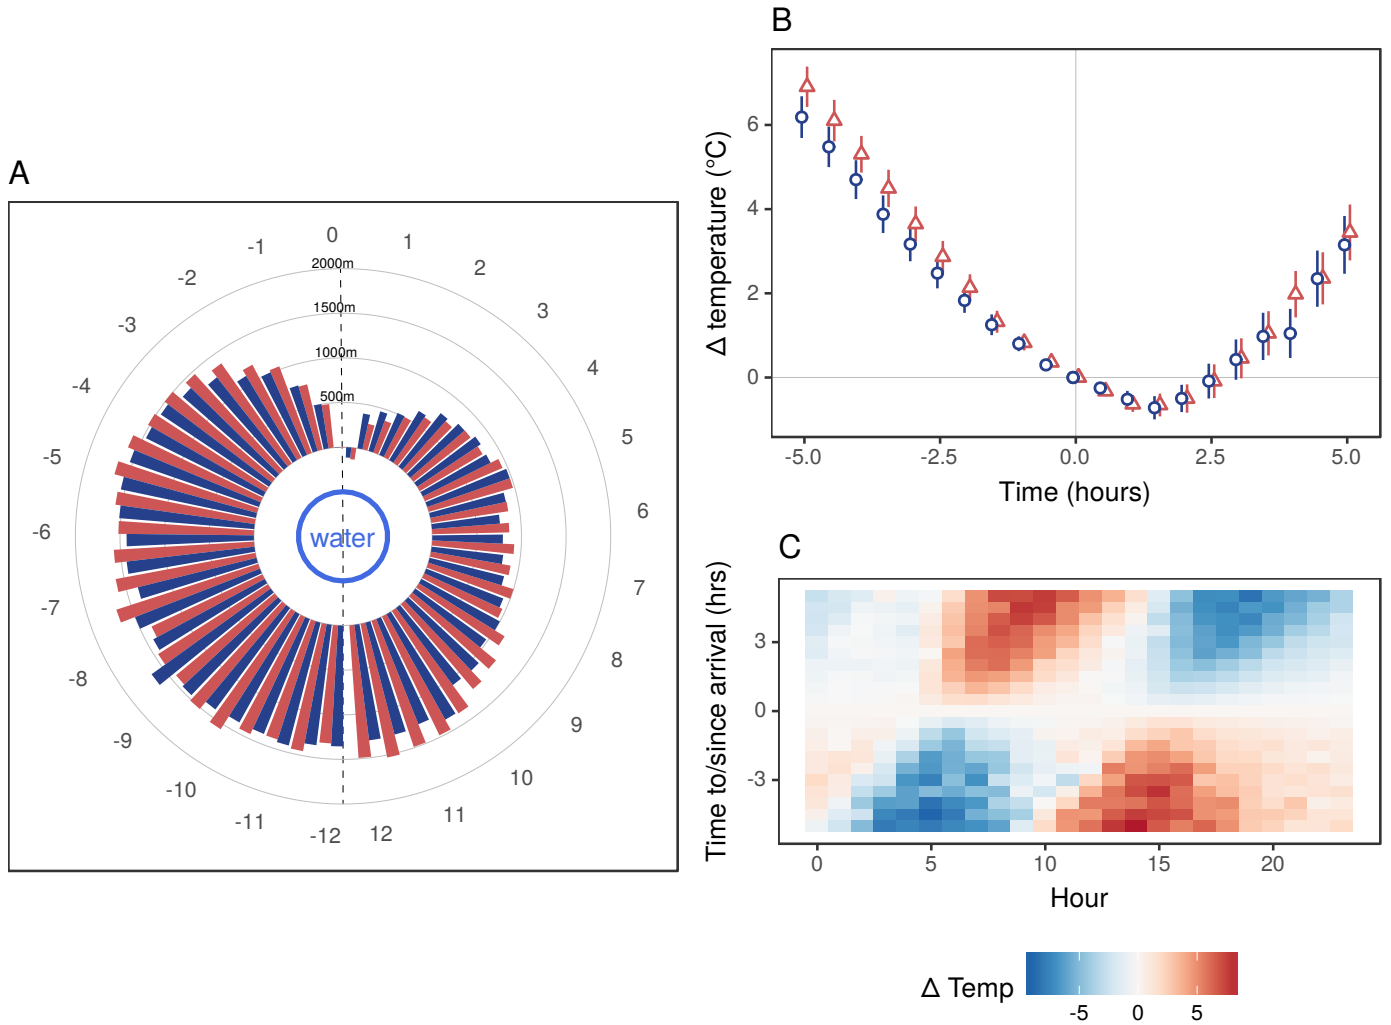 A
0
1
2
3
4
5
6
7
8
9
10
11
12
-12
-11
-10
-9
-8
-7
-6
-5
-4
-3
-2
-1
2000m
1500m
1000m
500m
water
B
Δ temperature (°C)
6
4
2
0
-5.0 -2.5 0.0 2.5 5.0
Time (hours)
C
Time to/since arrival (hrs)
3
0
-3
0 5 10 15 20
Hour
Δ Temp
-5 0 5